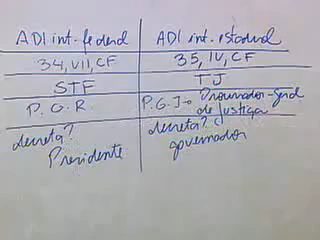 ADI int. federal
ADI int. estadual
34, VII, CF
35, IV, CF
STF
TJ
P. G. R.
P.G.J → Procurador-Geral
de Justiça
decreta?
Presidente
decreta?
governador